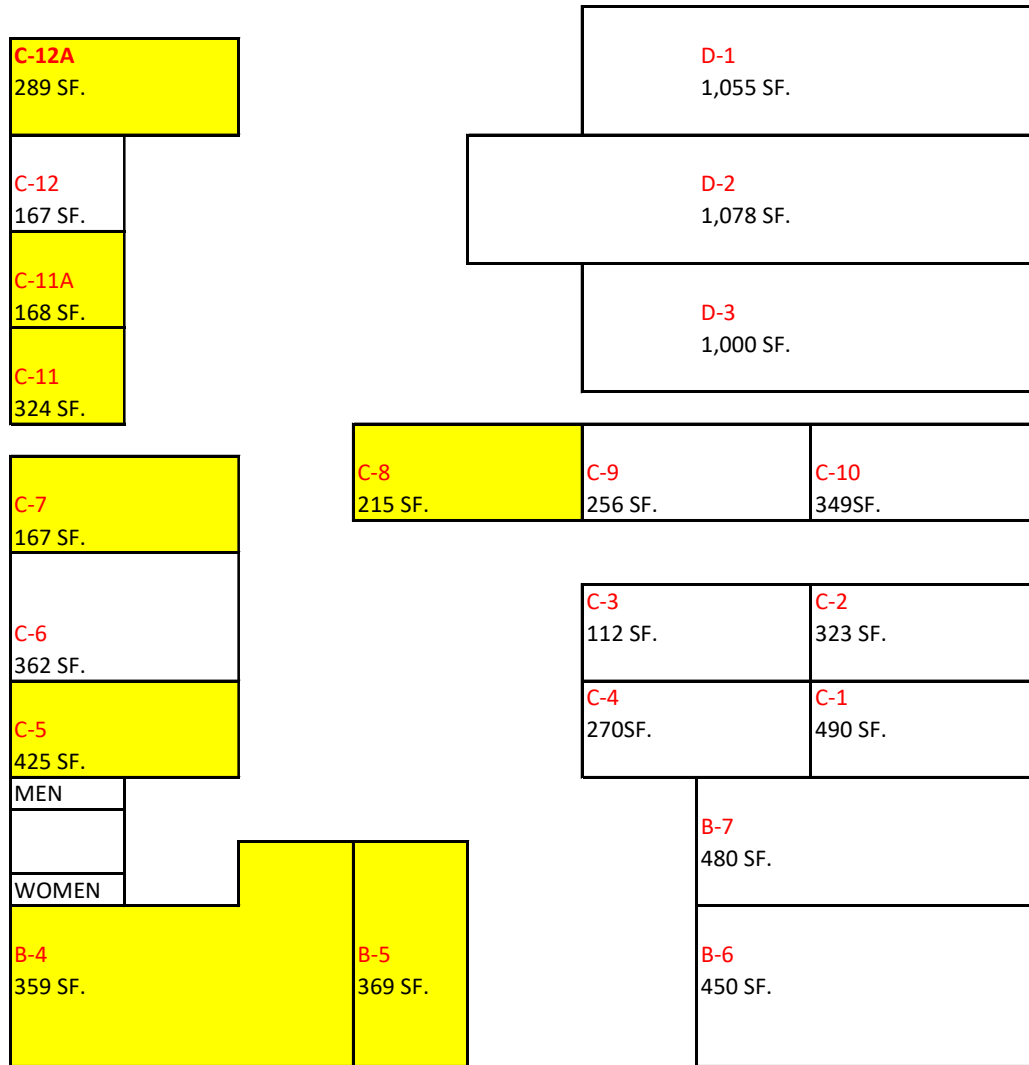 C-12A
289 SF.
D-1
1,055 SF.
C-12
167 SF.
D-2
1,078 SF.
C-11A
168 SF.
D-3
1,000 SF.
C-11
324 SF.
C-8
215 SF.
C-9
256 SF.
C-10
349SF.
C-7
167 SF.
C-3
112 SF.
C-2
323 SF.
C-6
362 SF.
C-4
270SF.
C-1
490 SF.
C-5
425 SF.
MEN
B-7
480 SF.
WOMEN
B-4
359 SF.
B-5
369 SF.
B-6
450 SF.